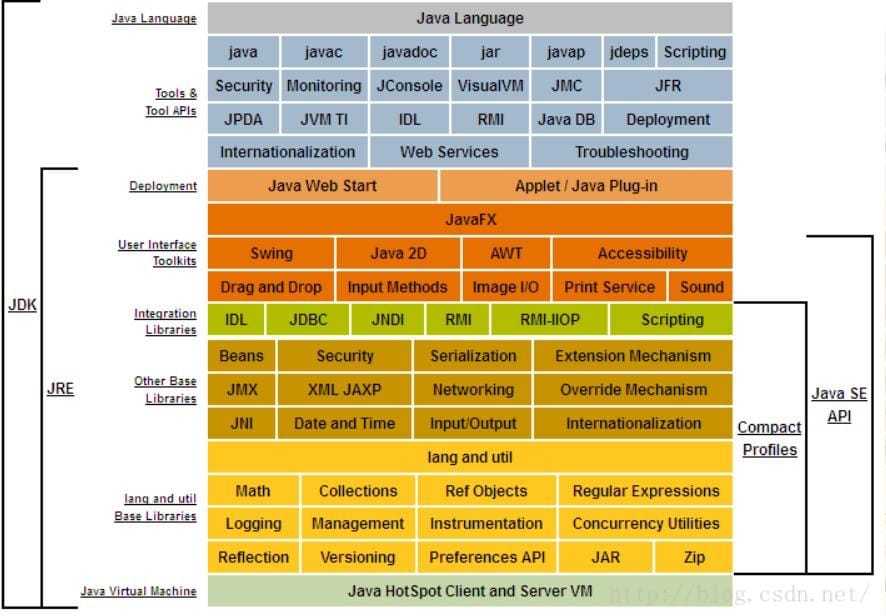 Java Language Java Language
java javac javadoc jar javap jdeps Scripting
Security Monitoring JConsole VisualVM JMC JFR
Tools &
Tool APIs
JPDA JVM TI IDL RMI Java DB Deployment
Internationalization Web Services Troubleshooting
Deployment Java Web Start Applet / Java Plug-in
JavaFX
User Interface
Toolkits
Swing Java 2D AWT Accessibility
Drag and Drop Input Methods Image I/O Print Service Sound
JDK
Integration
Libraries
IDL JDBC JNDI RMI RMI-IIOP Scripting
Beans Security Serialization Extension Mechanism
JRE
Other Base
Libraries
JMX XML JAXP Networking Override Mechanism
Java SE
API
JNI Date and Time Input/Output Internationalization
Compact
Profiles
lang and util
Math Collections Ref Objects Regular Expressions
lang and util
Base Libraries
Logging Management Instrumentation Concurrency Utilities
Reflection Versioning Preferences API JAR Zip
Java Virtual Machine Java HotSpot Client and Server VM
http://blog.csdn.net/